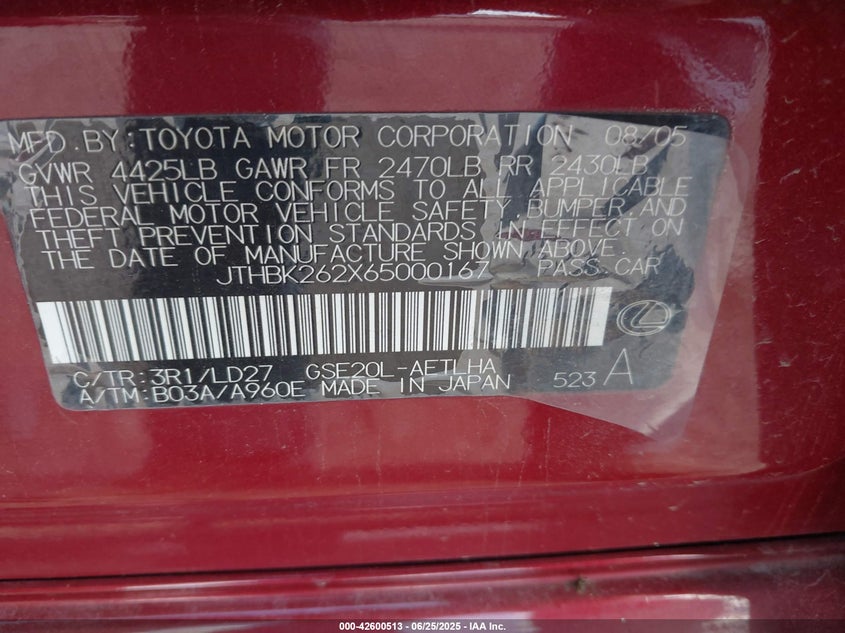 MFD.BY:TOYOTA MOTOR CORPORATION 08/05
GVWR 4425LB GAWR FR 2470LB RR 2430LB
THIS VEHICLE CONFORMS TO ALL APPLICABLE
FEDERAL MOTOR VEHICLE SAFETY, BUMPER,AND
THEFT PREVENTION STANDARDS IN EFFECT ON
THE DATE OF MANUFACTURE SHOWN ABOVE.
JTHBK262X65000167 PASS.CAR
C/TR:3R1/LD27 GSE20L-AETLHA
A/TM:B03A/A960E MADE IN JAPAN 523 A
000-42600513 - 06/25/2025 - IAA Inc.